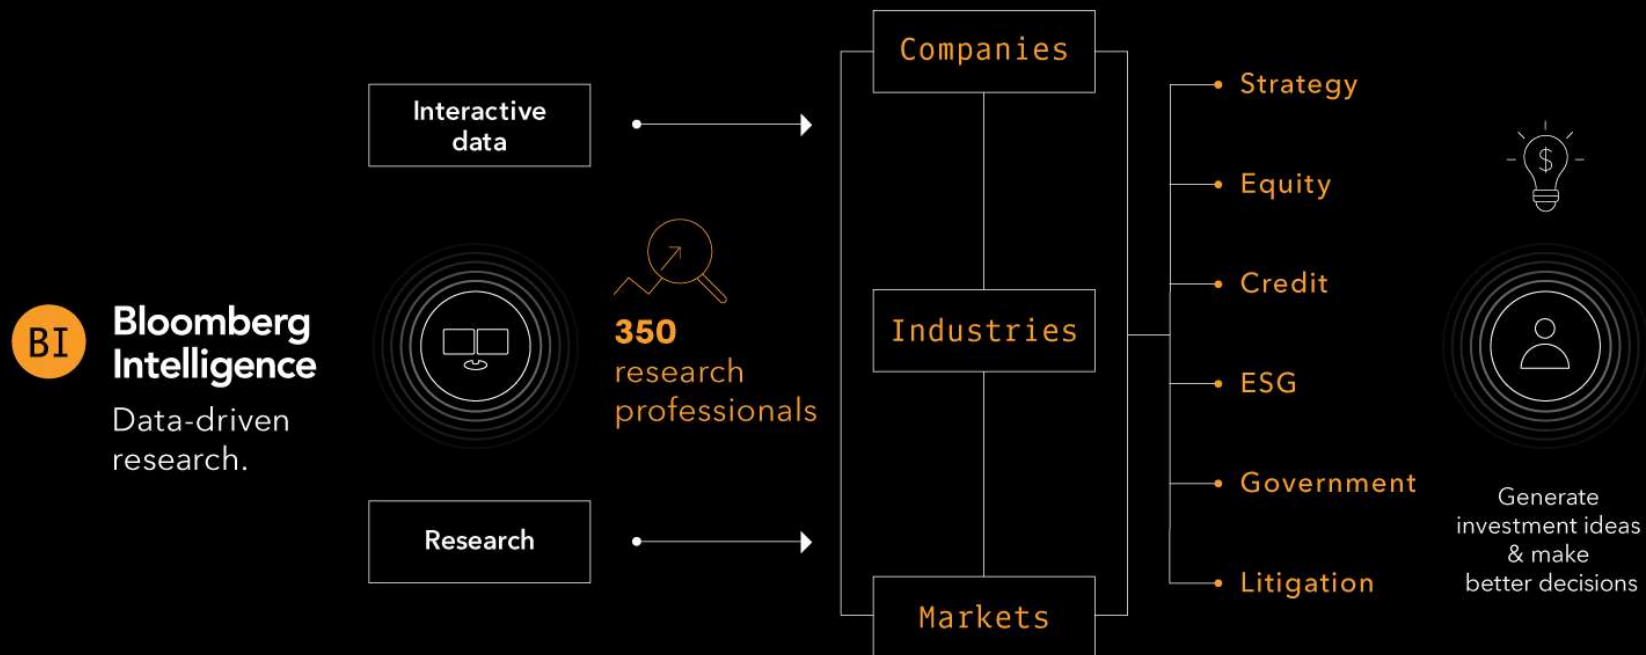 BI
Bloomberg
Intelligence
Data-driven
research.
Interactive
data
350
research
professionals
Research
Companies
Industries
Markets
Strategy
Equity
Credit
ESG
Government
Litigation
$
Generate
investment ideas
& make
better decisions